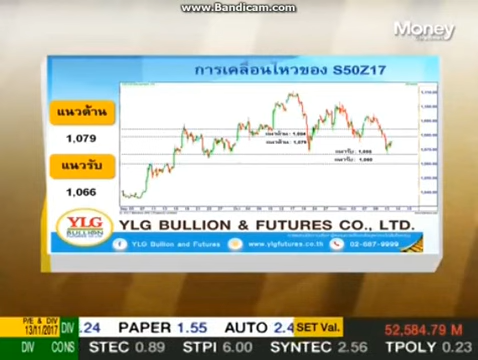 www.Bandicam.com
Money
การเคลื่อนไหวของ S50Z17
แนวต้าน
1,079
แนวรับ
1,066
YLG
BULLION
YLG BULLION & FUTURES CO., LTD.
YLG Bullion and Futures
www.ylgfutures.co.th
02-687-9999
P/E & DIV
13/11/2017
DIV
.24 PAPER 1.55 AUTO 2.4
SET Val.
52,584.79 M
DIV CONS STEC 0.89 STPI 6.00 SYNTEC 2.56 TPOLY 0.23